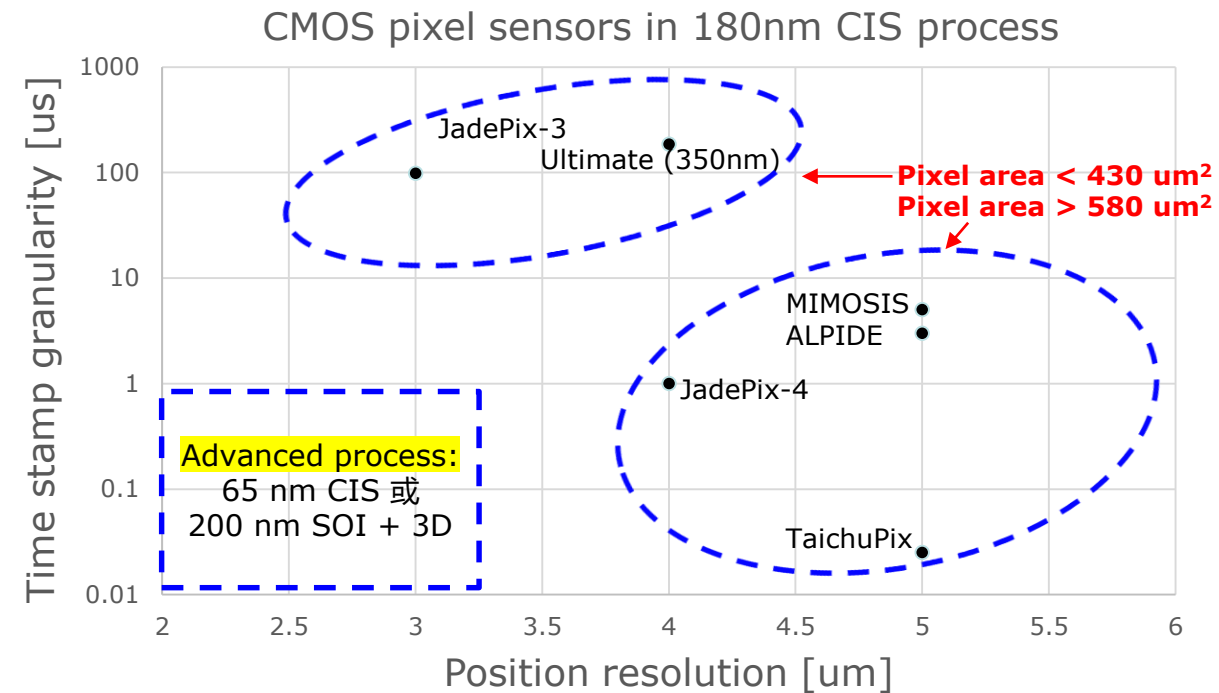 CMOS pixel sensors in 180nm CIS process
Time stamp granularity [us]
1000
100
10
1
0.1
0.01
JadePix-3
Ultimate (350nm)
Pixel area < 430 um²
Pixel area > 580 um²
MIMOSIS
ALPIDE
JadePix-4
Advanced process:
65 nm CIS 或
200 nm SOI + 3D
TaichuPix
2
2.5
3
3.5
4
4.5
5
5.5
6
Position resolution [um]